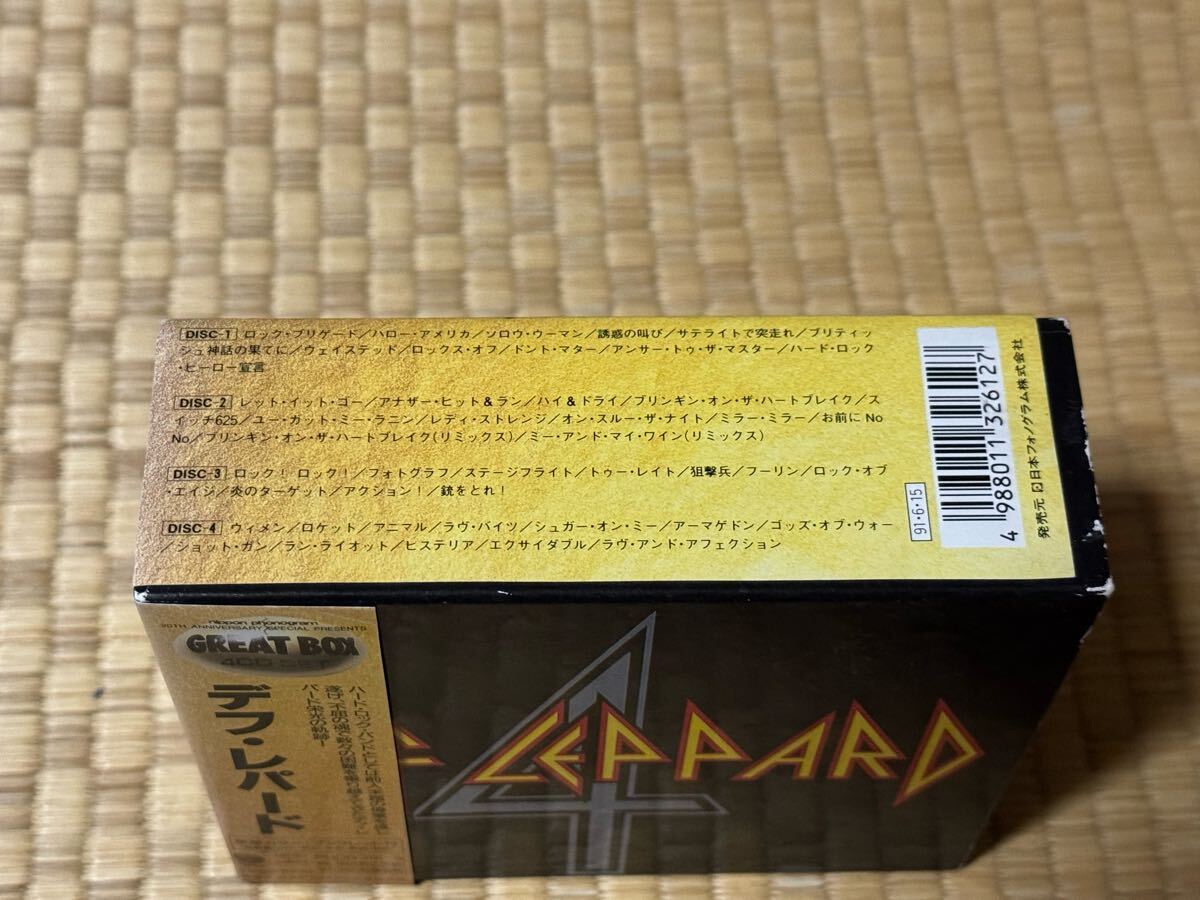 DISC-1 ロック・ブリゲード/ハロー・アメリカ/ソロウ・ウーマン/誘惑の叫び/サテライトで突走れ/ブリティッ
シュ神話の果てに/ウェイステッド/ロックス・オフ/ドント・マター/アンサー・トゥ・ザ・マスター/ハード・ロック
・ヒーロー宣言
DISC-2 レット・イット・ゴー/アナザー・ヒット&ラン/ハイ&ドライ/ブリンギン・オン・ザ・ハートブレイク/ス
イッチ625/ユー・ガット・ミー・ラニン/レディ・ストレンジ/オン・スルー・ザ・ナイト/ミラー・ミラー/お前に No
No/ブリンギン・オン・ザ・ハートブレイク(リミックス)/ミー・アンド・マイ・ワイン(リミックス)
DISC-3 ロック! ロック!/フォトグラフ/ステージフライト/トゥー・レイト/狙撃兵/フーリン/ロック・オブ
・エイジ/炎のターゲット/アクション!/銃をとれ!
DISC-4 ウィメン/ロケット/アニマル/ラヴ・バイツ/シュガー・オン・ミー/アーマゲドン/ゴッズ・オブ・ウォー
/ショット・ガン/ラン・ライオット/ヒステリア/エクサイダブル/ラヴ・アンド・アフェクション
91・6・15
4 988011 326127
発売元 日本フォノグラム株式会社
nippon phonogram
20TH ANNIVERSARY SPECIAL PRESENTS
GREAT BOX
4CD SET
デフ・レパード
LEPPARD